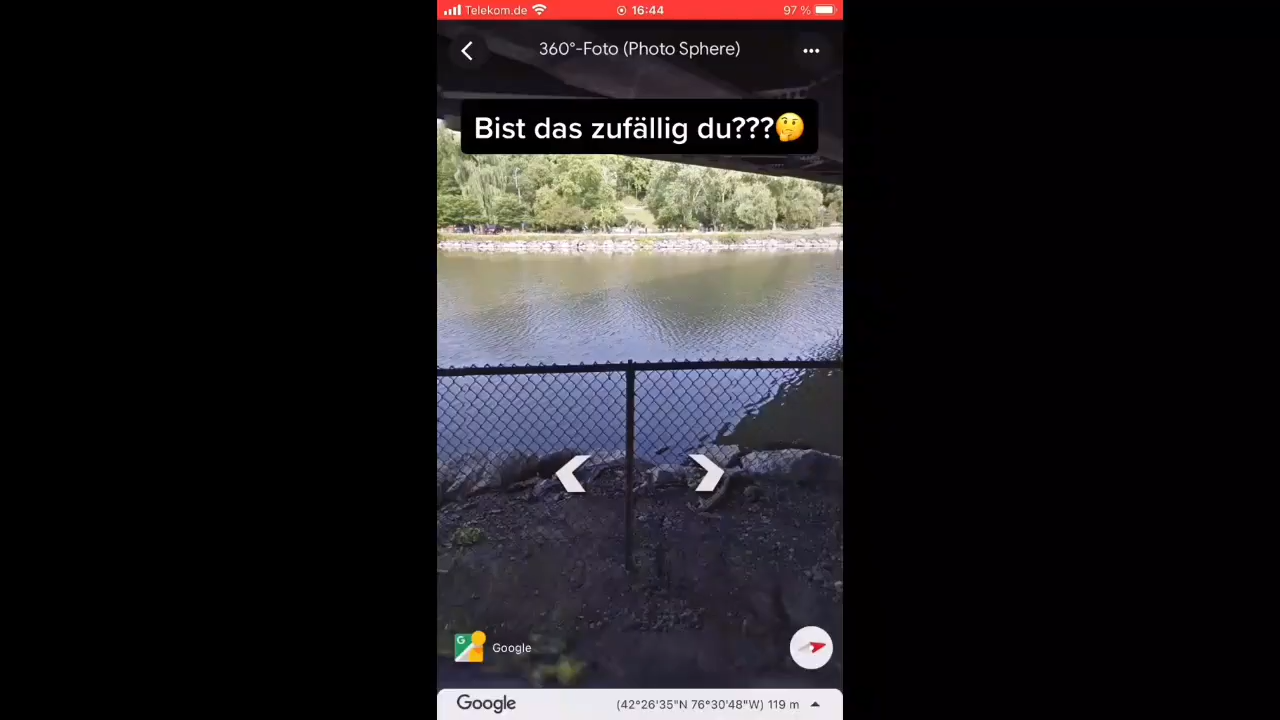 Telekom.de 16:44 97 %
360°-Foto (Photo Sphere)
Bist das zufällig du???🤔
Google
Google (42°26'35"N 76°30'48"W) 119 m